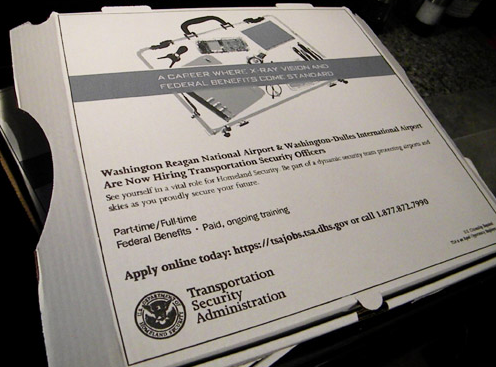 A CAREER WHERE X-RAY VISION AND
FEDERAL BENEFITS COME STANDARD
Washington Reagan National Airport & Washington-Dulles International Airport
Are Now Hiring Transportation Security Officers
See yourself in a vital role for Homeland Security. Be part of a dynamic security team protecting airports and
skies as you proudly secure your future.
Part-time/Full-time
Federal Benefits • Paid, ongoing training
Apply online today: https://tsajobs.tsa.dhs.gov or call 1.877.872.7990
Transportation
Security
Administration